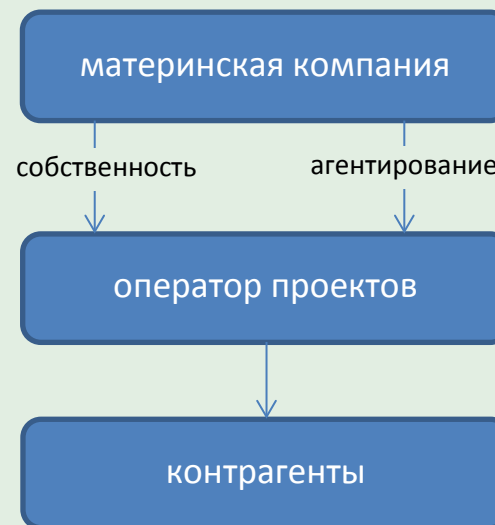 материнская компания
собственность
агентирование
оператор проектов
контрагенты